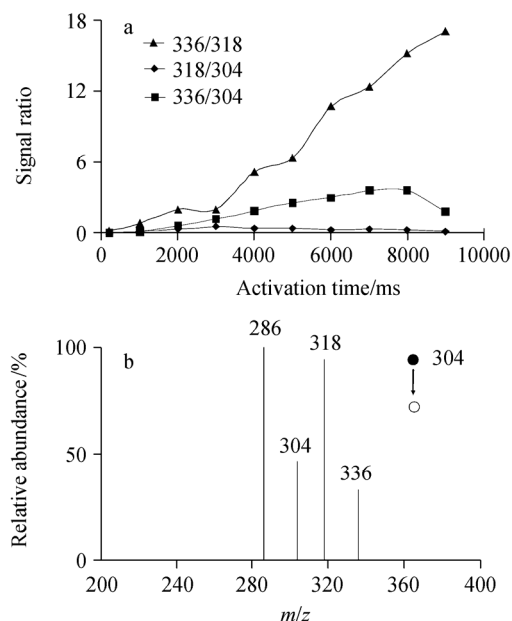 a
336/318
318/304
336/304
Signal ratio
18
12
6
0
0 2000 4000 6000 8000 10000
Activation time/ms
b
286
318
304
304
336
Relative abundance/%
100
50
0
200 240 280 320 360 400
m/z